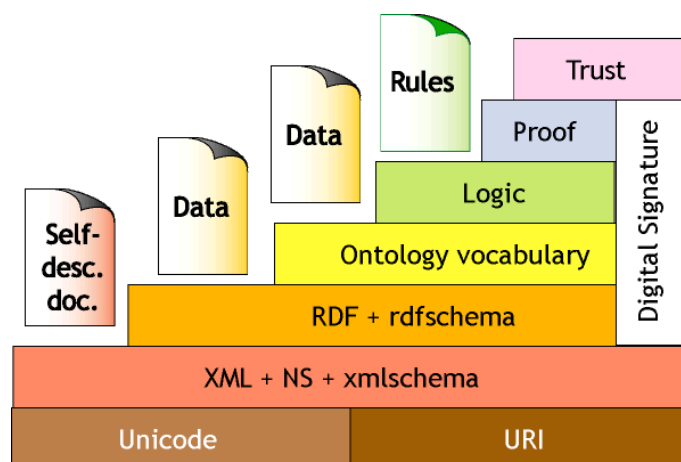 Rules
Trust
Data
Proof
Data
Logic
Self-
desc.
doc.
Ontology vocabulary
Digital Signature
RDF + rdfschema
XML + NS + xmlschema
Unicode
URI